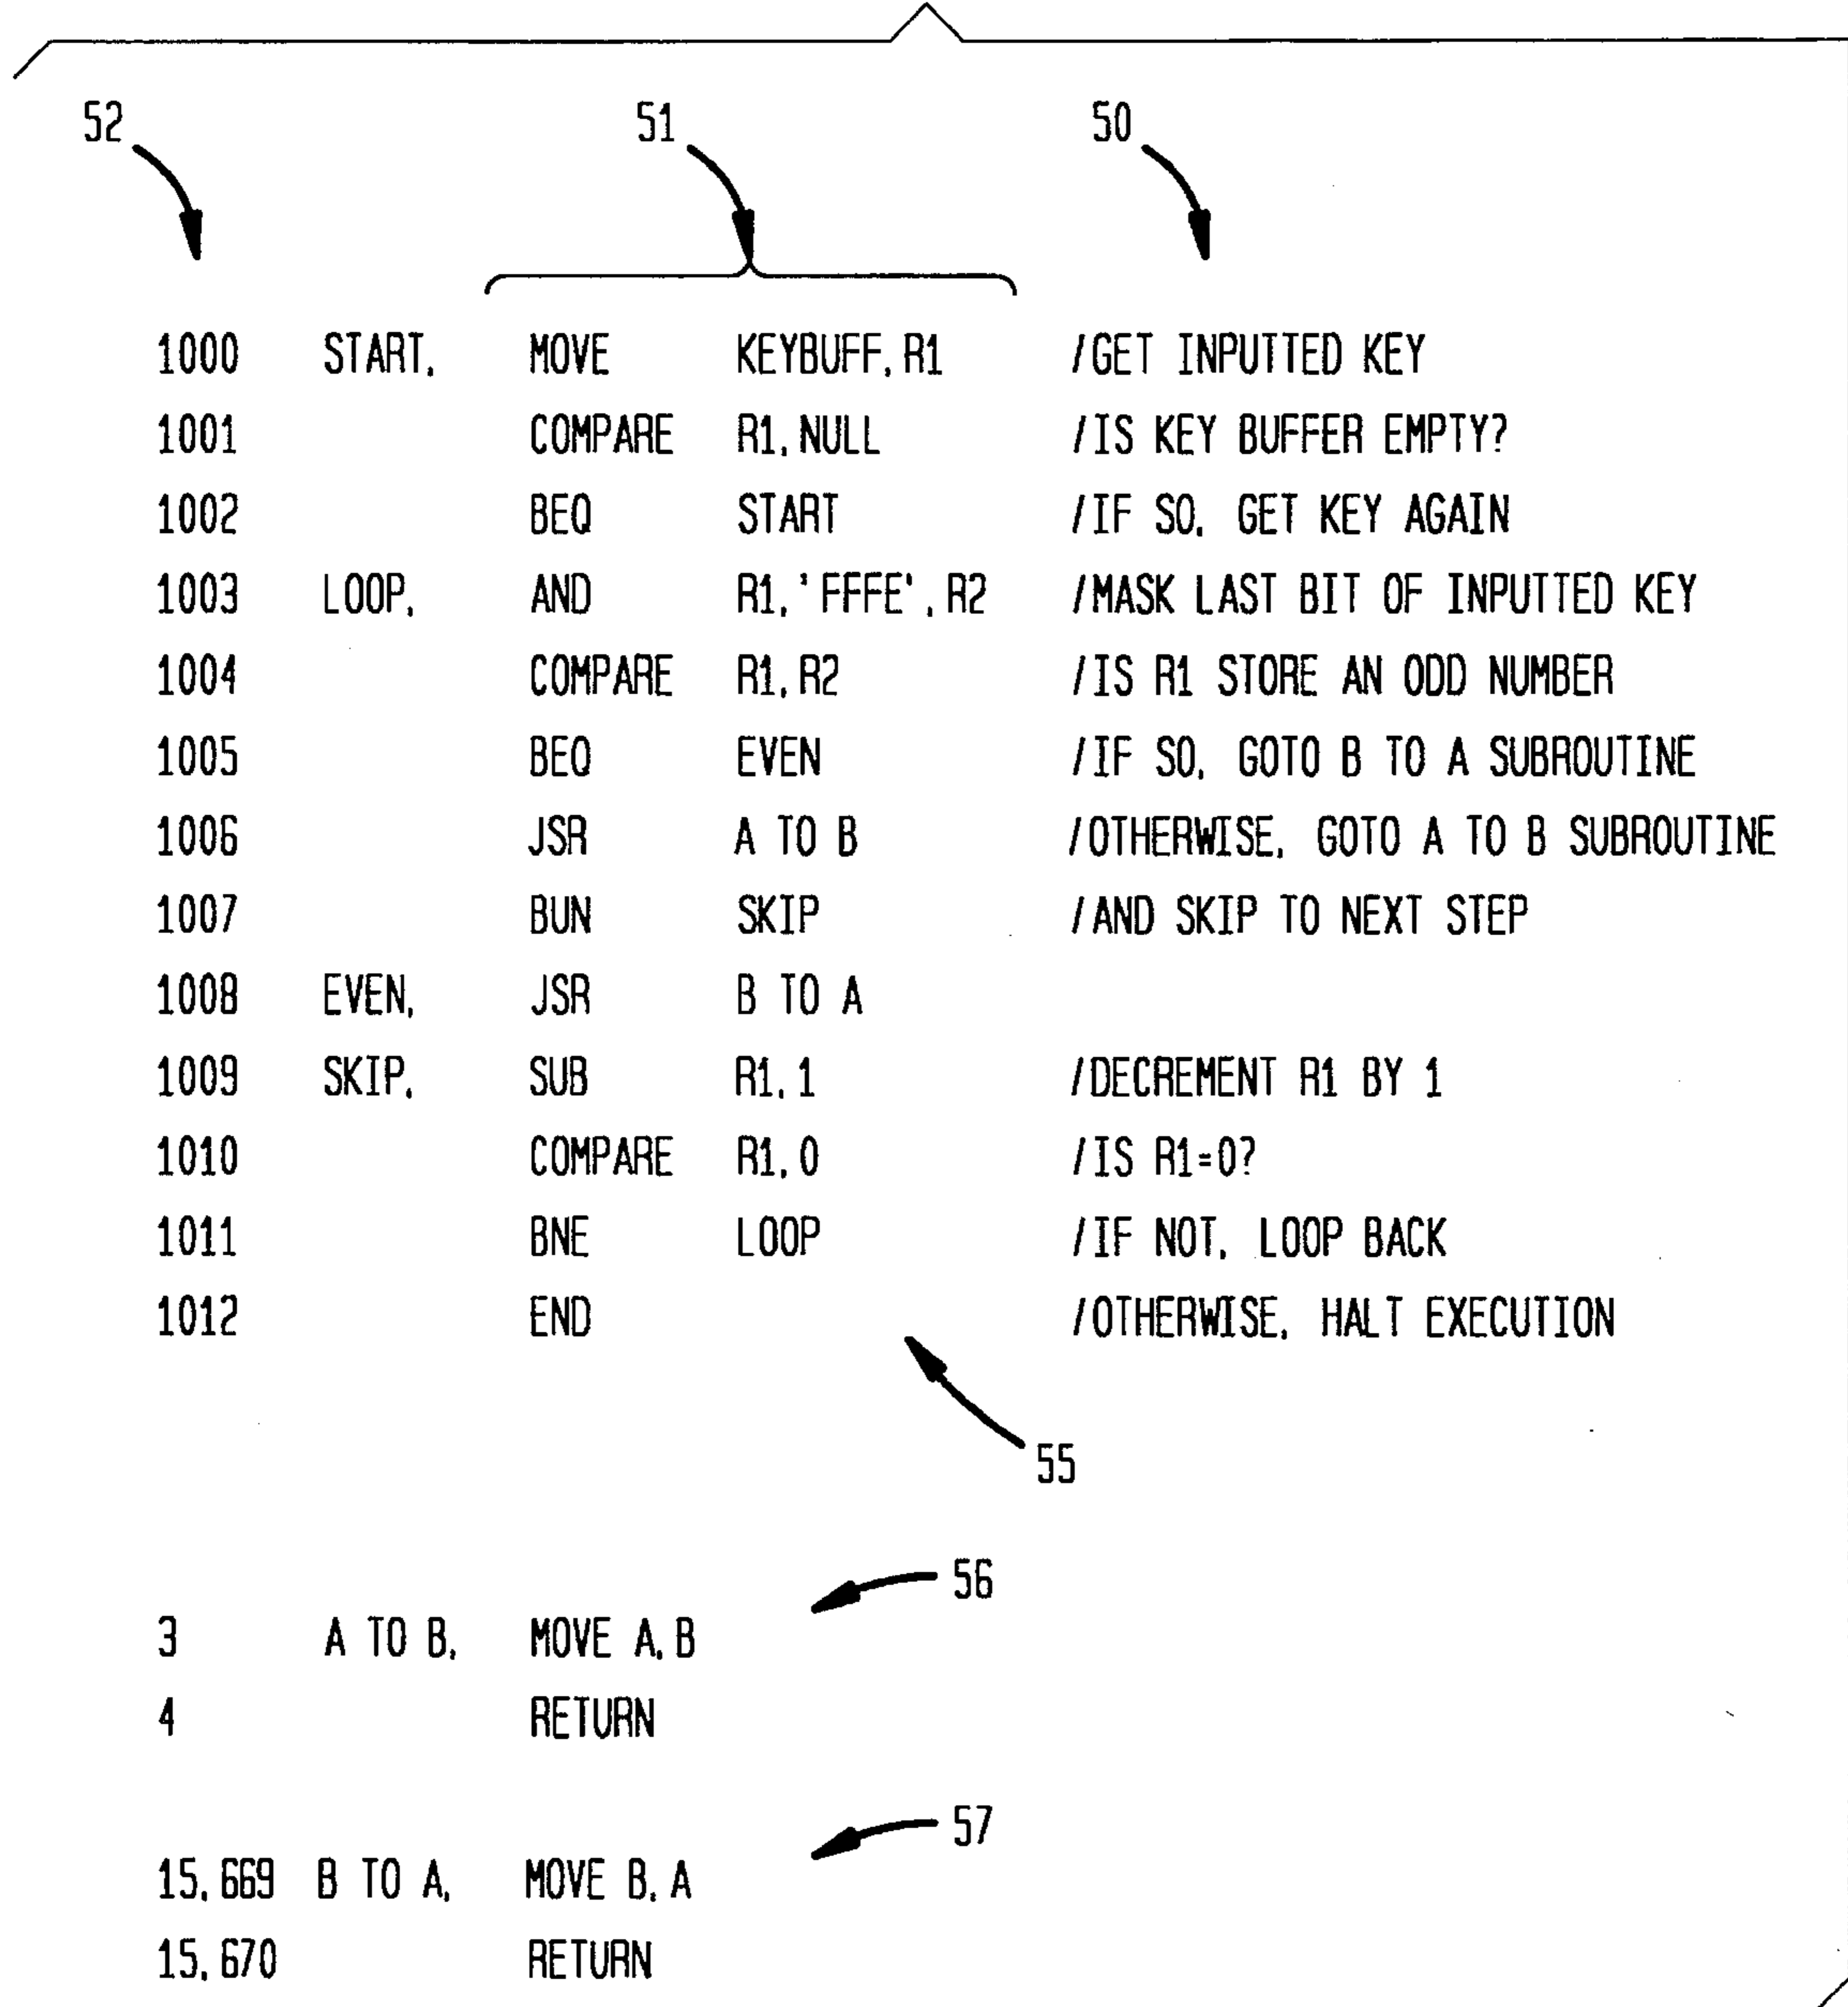 52 51 50
1000 START, MOVE KEYBUFF, R1 /GET INPUTTED KEY
1001 COMPARE R1, NULL /IS KEY BUFFER EMPTY?
1002 BEQ START /IF SO, GET KEY AGAIN
1003 LOOP, AND R1, 'FFFE', R2 /MASK LAST BIT OF INPUTTED KEY
1004 COMPARE R1, R2 /IS R1 STORE AN ODD NUMBER
1005 BEQ EVEN /IF SO, GOTO B TO A SUBROUTINE
1006 JSR A TO B /OTHERWISE, GOTO A TO B SUBROUTINE
1007 BUN SKIP /AND SKIP TO NEXT STEP
1008 EVEN, JSR B TO A
1009 SKIP, SUB R1, 1 /DECREMENT R1 BY 1
1010 COMPARE R1, 0 /IS R1=0?
1011 BNE LOOP /IF NOT, LOOP BACK
1012 END /OTHERWISE, HALT EXECUTION
55
56
3 A TO B, MOVE A, B
4 RETURN
57
15,669 B TO A, MOVE B, A
15,670 RETURN